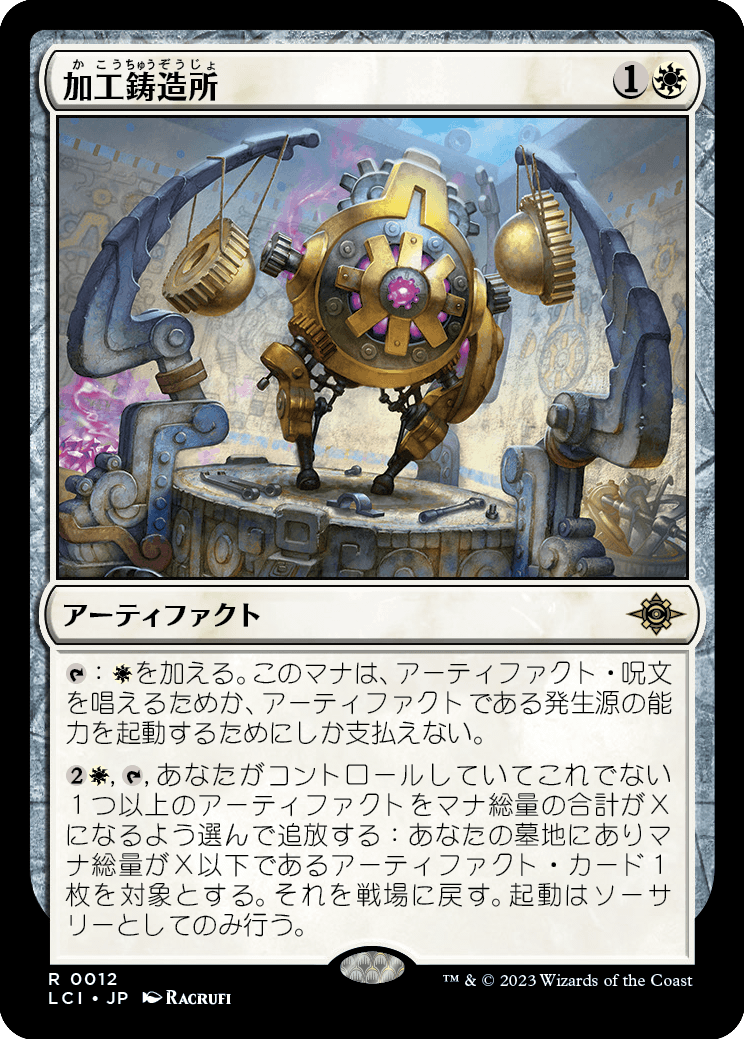 かこうちゅうぞうじょ
加工鋳造所 1
アーティファクト
:を加える。このマナは、アーティファクト・呪文
を唱えるためか、アーティファクトである発生源の能
力を起動するためにしか支払えない。
2, , あなたがコントロールしていてこれでない
1つ以上のアーティファクトをマナ総量の合計がX
になるよう選んで追放する:あなたの墓地にありマ
ナ総量がX以下であるアーティファクト・カード1
枚を対象とする。それを戦場に戻す。起動はソーサ
リーとしてのみ行う。
R 0012
LCI • JP RACRUFI
™ & © 2023 Wizards of the Coast